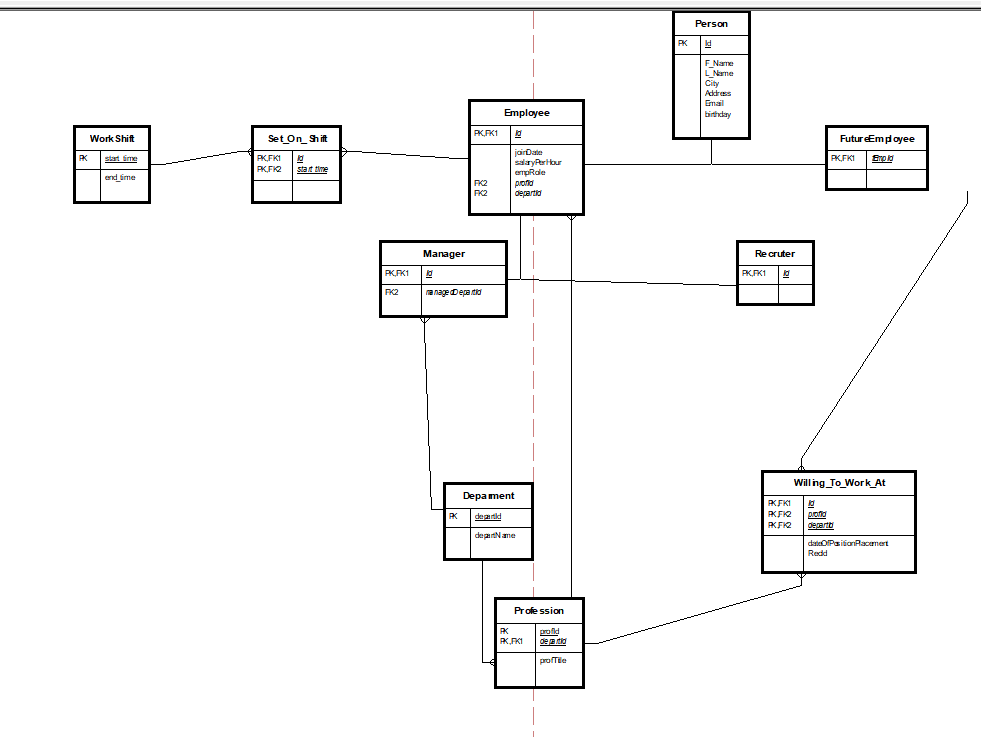 Person
PK Id
F_Name
L_Name
City
Address
Email
birthday
Employee
PK,FK1 Id
joinDate
salaryPerHour
empRole
FK2 profId
FK2 departId
WorkShift
PK start_time
end_time
Set_On_Shift
PK,FK1 Id
PK,FK2 start_time
FutureEmployee
PK,FK1 fEmpId
Manager
PK,FK1 Id
FK2 managedDepartId
Recruter
PK,FK1 Id
Deparment
PK departId
departName
Willing_To_Work_At
PK,FK1 Id
PK,FK2 profId
PK,FK2 departId
dateOfPositionPlacement
RecId
Profession
PK profId
PK,FK1 departId
profTitle